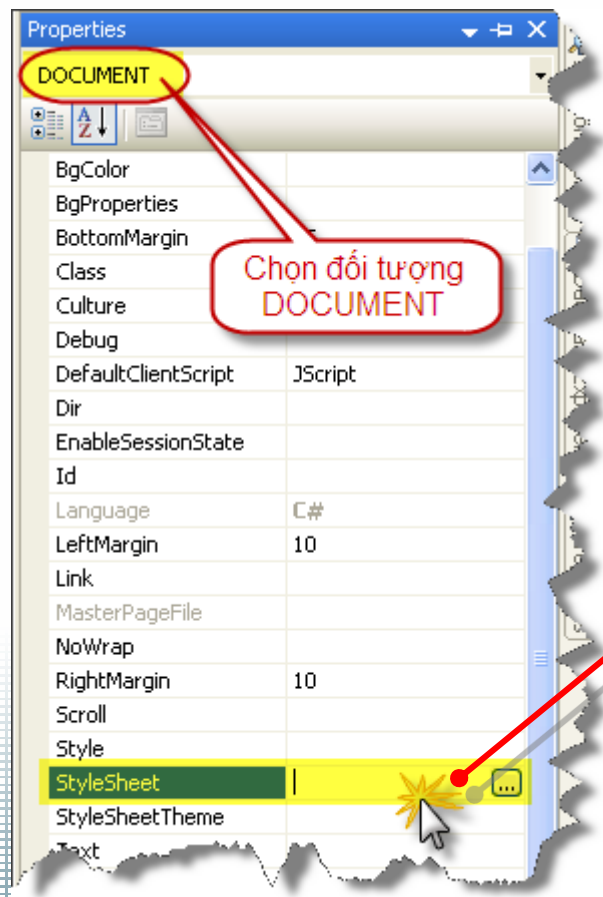 Properties
DOCUMENT
BgColor
BgProperties
BottomMargin
Chọn đối tượng
DOCUMENT
Class
Culture
Debug
DefaultClientScript JScript
Dir
EnableSessionState
Id
Language C#
LeftMargin 10
Link
MasterPageFile
NoWrap
RightMargin 10
Scroll
Style
StyleSheet ...
StyleSheetTheme
Text